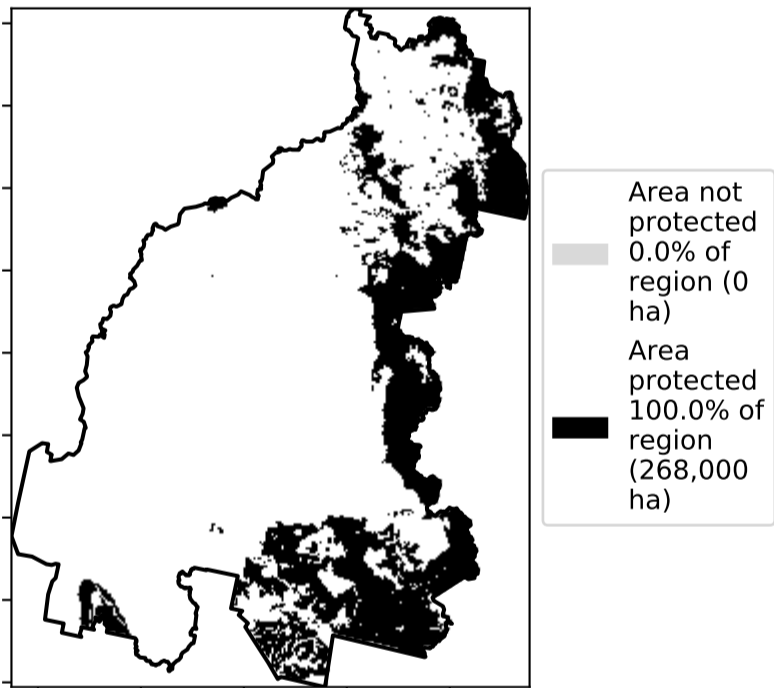 Area not
protected
0.0% of
region (0
ha)
Area
protected
100.0% of
region
(268,000
ha)